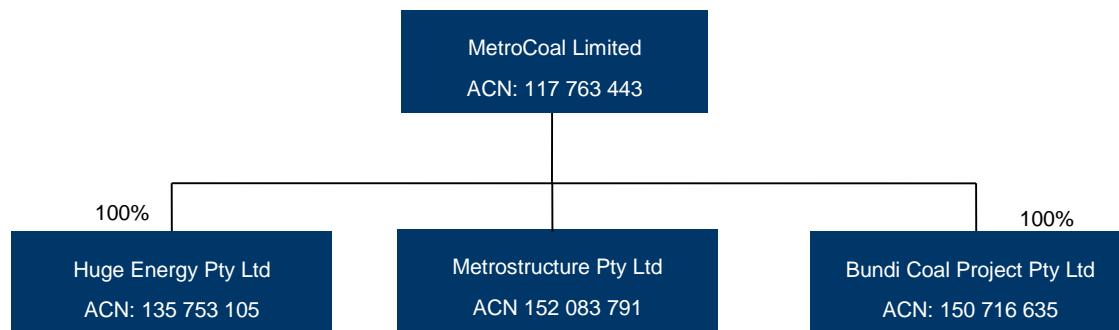 MetroCoal Limited
ACN: 117 763 443
100%
100%
Huge Energy Pty Ltd
ACN: 135 753 105
Metrostructure Pty Ltd
ACN 152 083 791
Bundi Coal Project Pty Ltd
ACN: 150 716 635